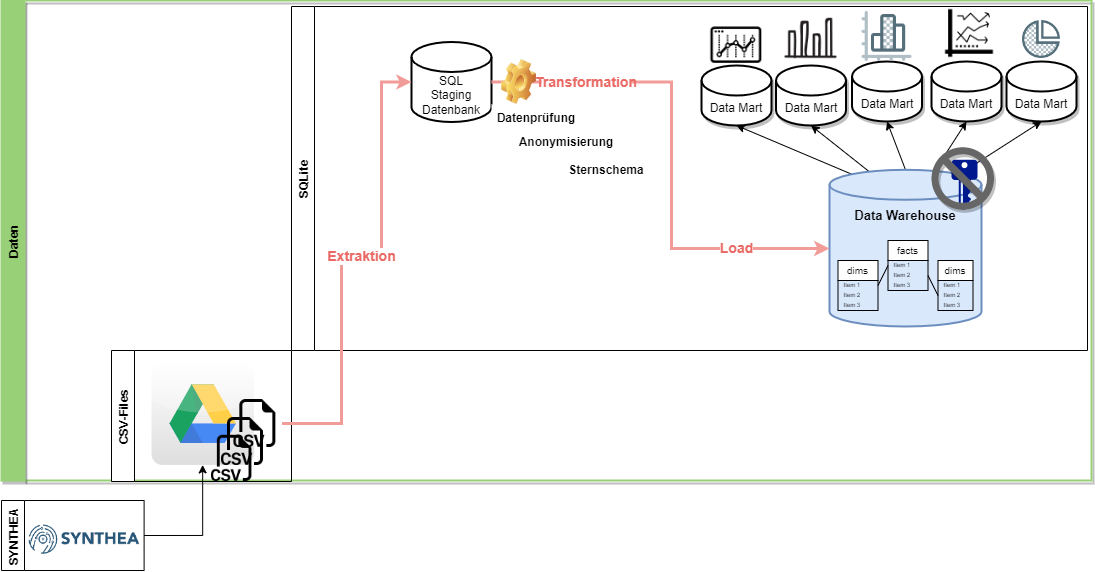 Daten
SQLite
SQL
Staging
Datenbank
Transformation
Datenprüfung
Anonymisierung
Sternschema
Data Mart
Data Mart
Data Mart
Data Mart
Data Mart
Extraktion
Load
Data Warehouse
facts
Item 1
Item 2
Item 3
dims
Item 1
Item 2
Item 3
dims
Item 1
Item 2
Item 3
CSV-Files
CSV
CSV
CSV
SYNTHEA
SYNTHEA